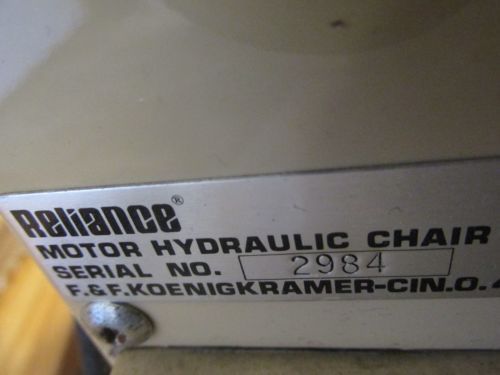 Reliance®
MOTOR HYDRAULIC CHAIR
SERIAL NO. 2984
F.&F.KOENIGKRAMER-CIN.O.